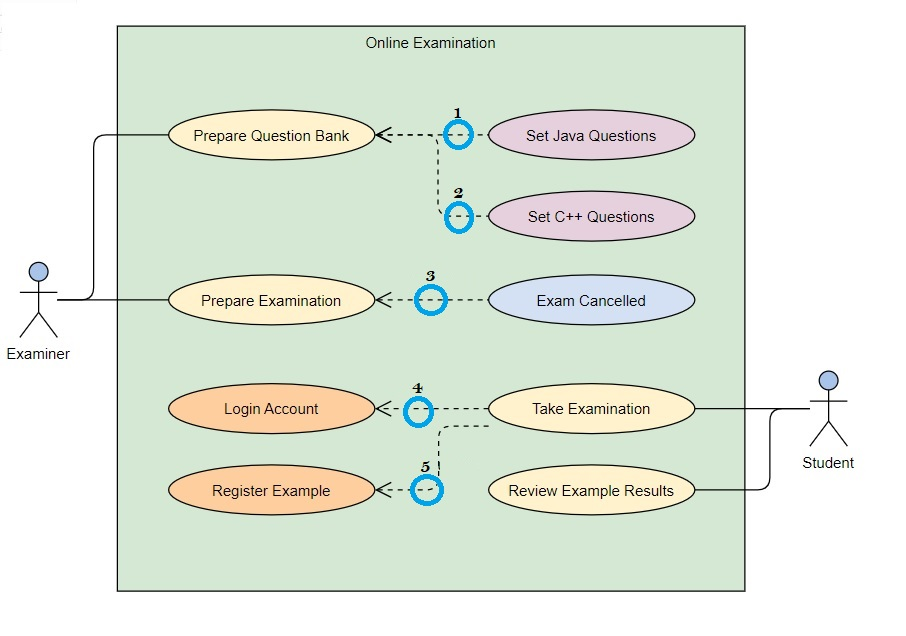 Online Examination
1
Prepare Question Bank
Set Java Questions
2
Set C++ Questions
3
Prepare Examination
Exam Cancelled
Examiner
4
Login Account
Take Examination
Student
5
Register Example
Review Example Results